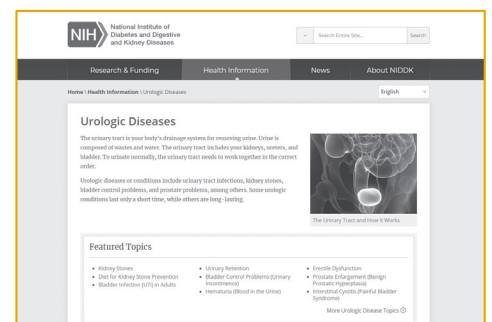 NIH
National Institute of
Diabetes and Digestive
and Kidney Diseases
Search Entire Site...
Search
Research & Funding
Health Information
News
About NIDDK
Home \ Health Information \ Urologic Diseases
English
Urologic Diseases
The urinary tract is your body's drainage system for removing urine. Urine is
composed of wastes and water. The urinary tract includes your kidneys, ureters, and
bladder. To urinate normally, the urinary tract needs to work together in the correct
order.
Urologic diseases or conditions include urinary tract infections, kidney stones,
bladder control problems, and prostate problems, among others. Some urologic
conditions last only a short time, while others are long-lasting.
The Urinary Tract and How It Works
Featured Topics
• Kidney Stones
• Diet for Kidney Stone Prevention
• Bladder Infection (UTI) in Adults
• Urinary Retention
• Bladder Control Problems (Urinary
Incontinence)
• Hematuria (Blood in the Urine)
• Erectile Dysfunction
• Prostate Enlargement (Benign
Prostatic Hyperplasia)
• Interstitial Cystitis (Painful Bladder
Syndrome)
More Urologic Disease Topics